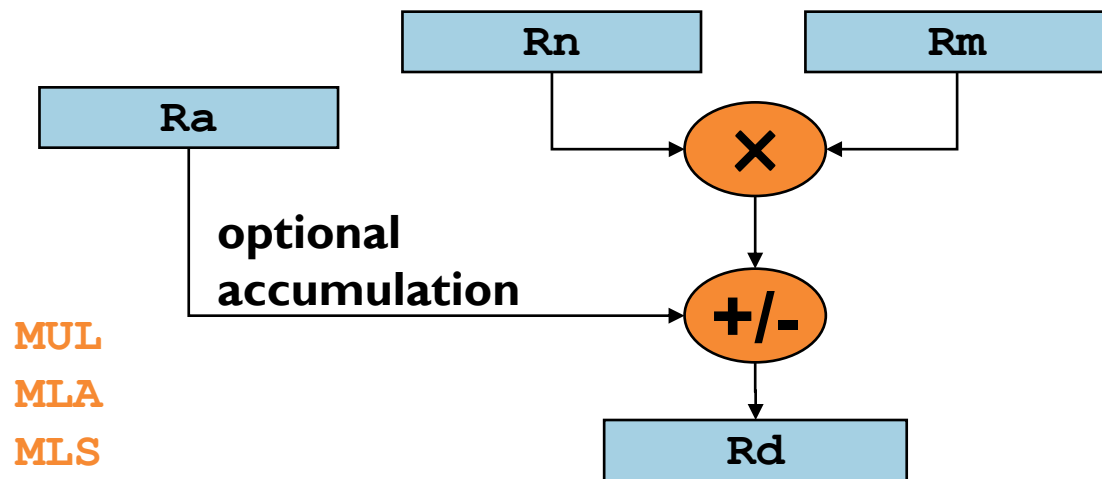 Rn
Rm
Ra
×
optional
accumulation
+/-
MUL
MLA
MLS
Rd